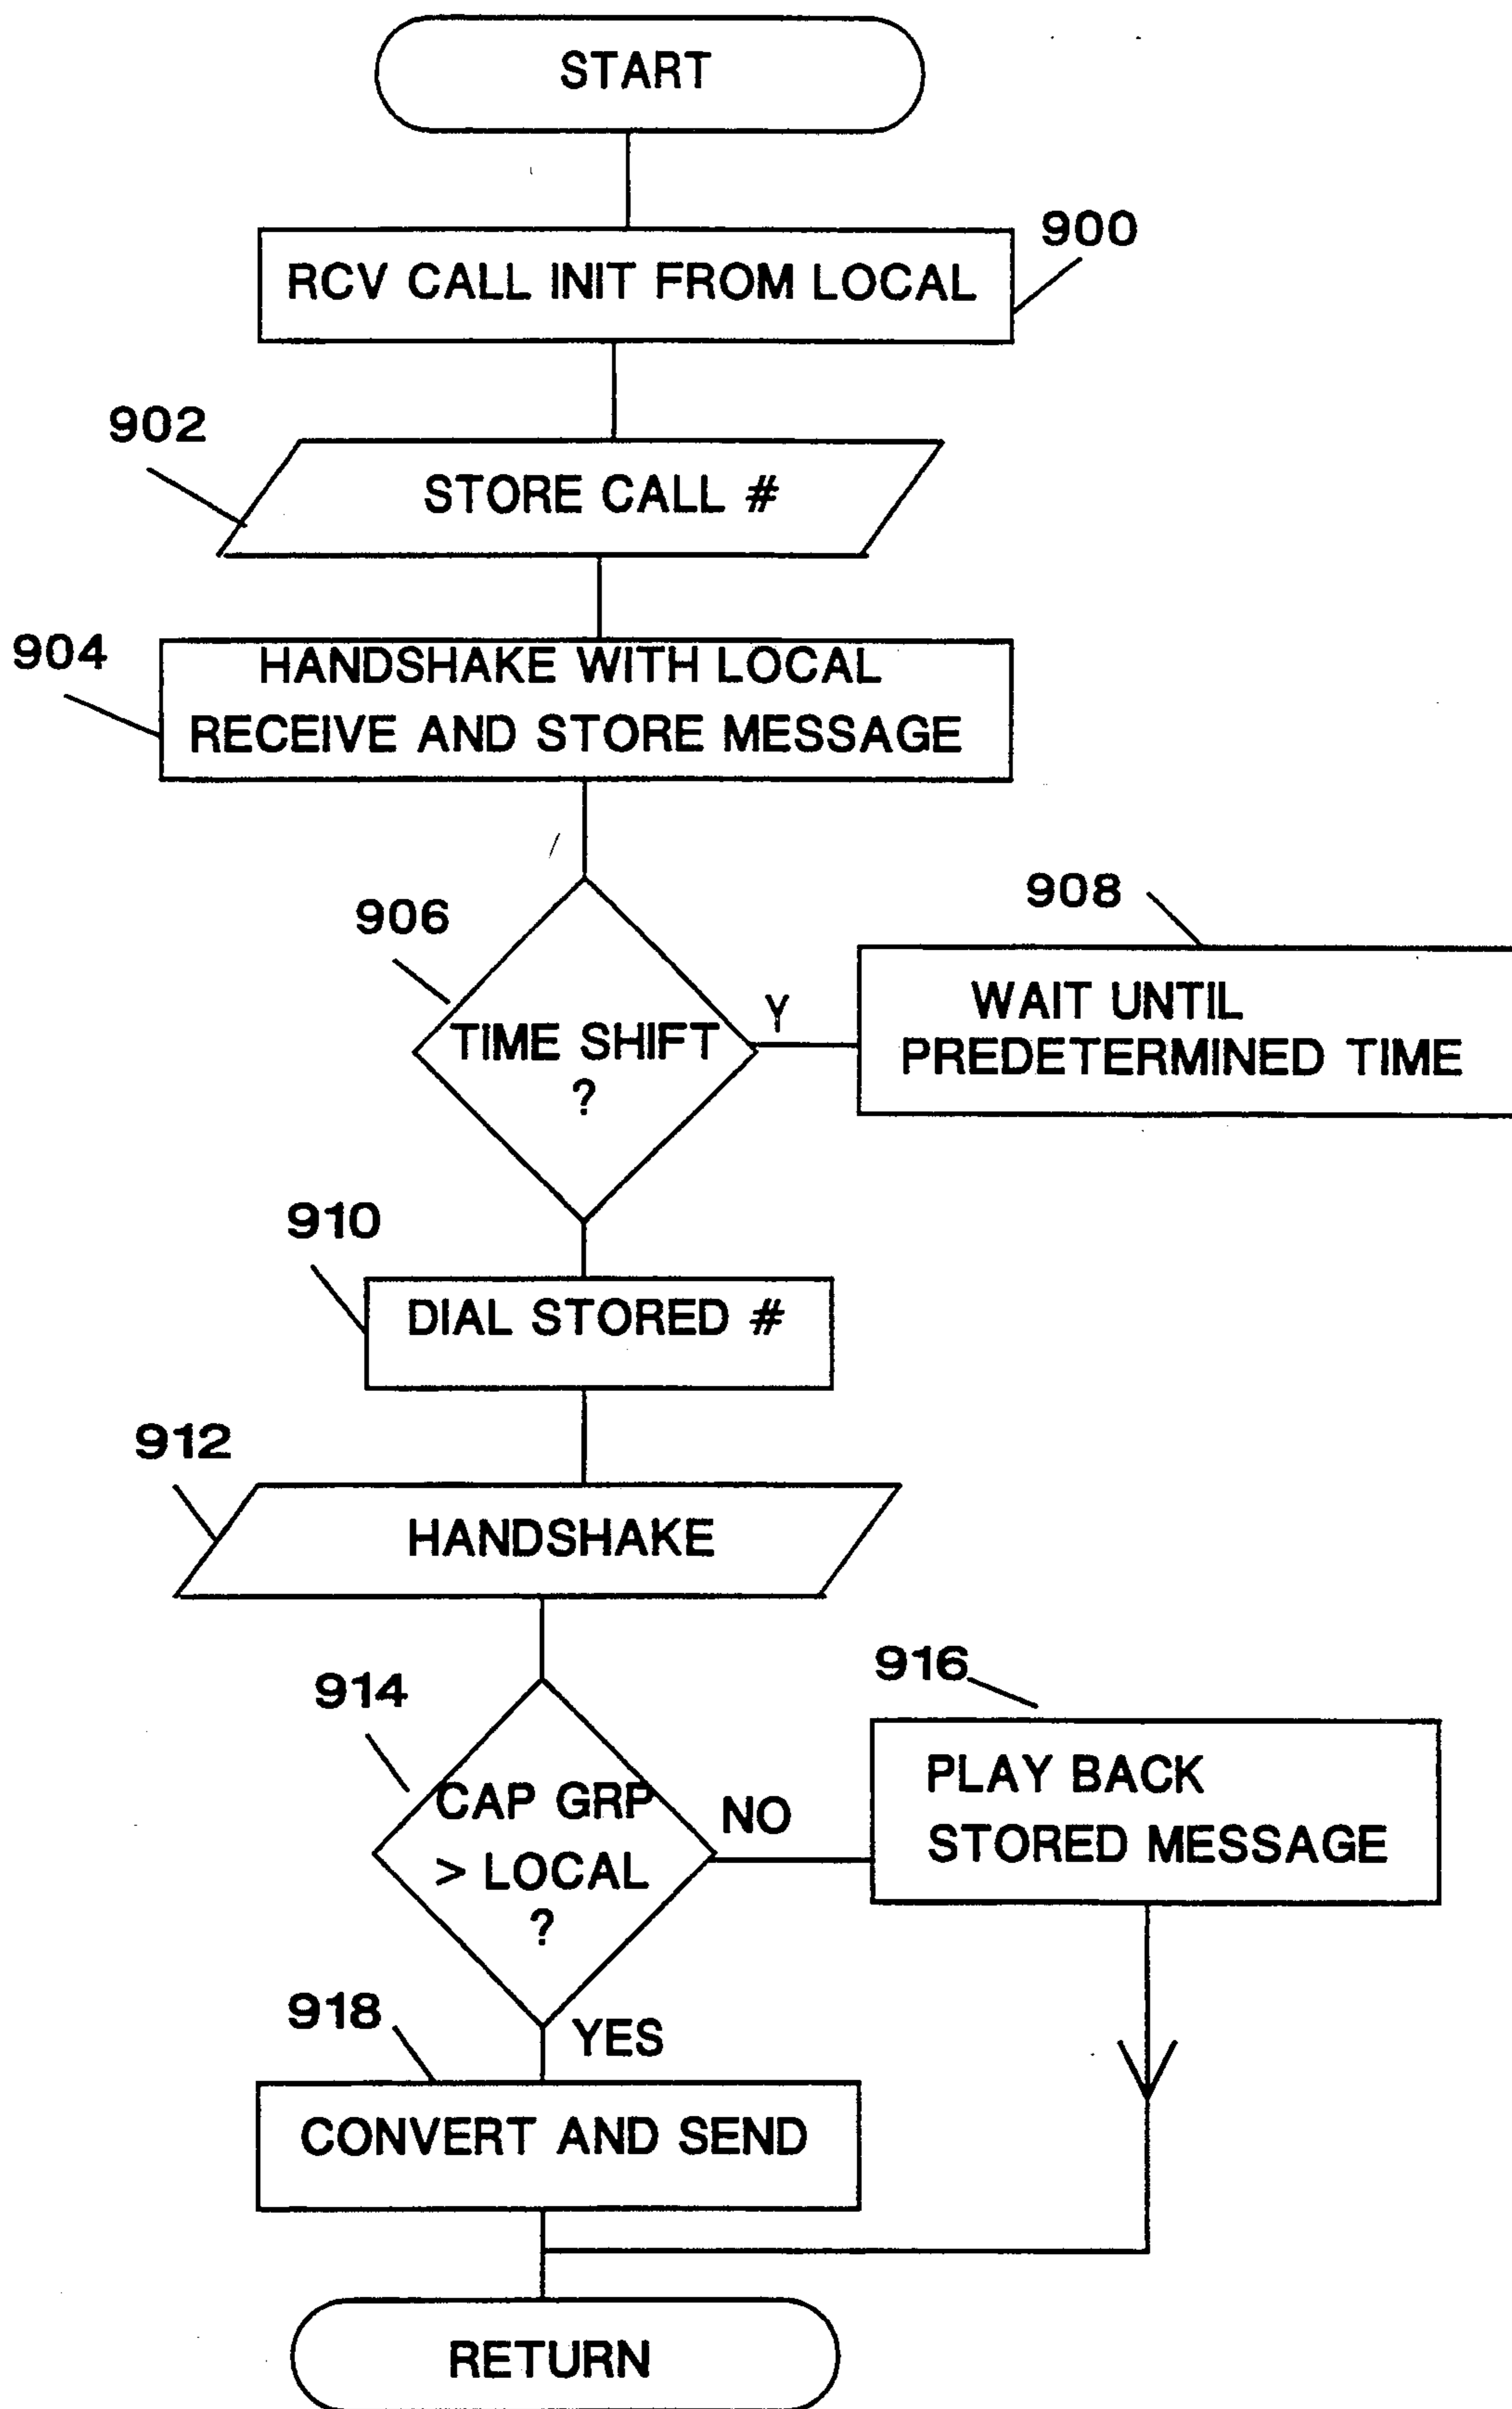 START
900
RCV CALL INIT FROM LOCAL
902
STORE CALL #
904
HANDSHAKE WITH LOCAL
RECEIVE AND STORE MESSAGE
906
908
TIME SHIFT
?
Y
WAIT UNTIL
PREDETERMINED TIME
910
DIAL STORED #
912
HANDSHAKE
914
CAP GRP
> LOCAL
?
NO
916
PLAY BACK
STORED MESSAGE
YES
918
CONVERT AND SEND
RETURN